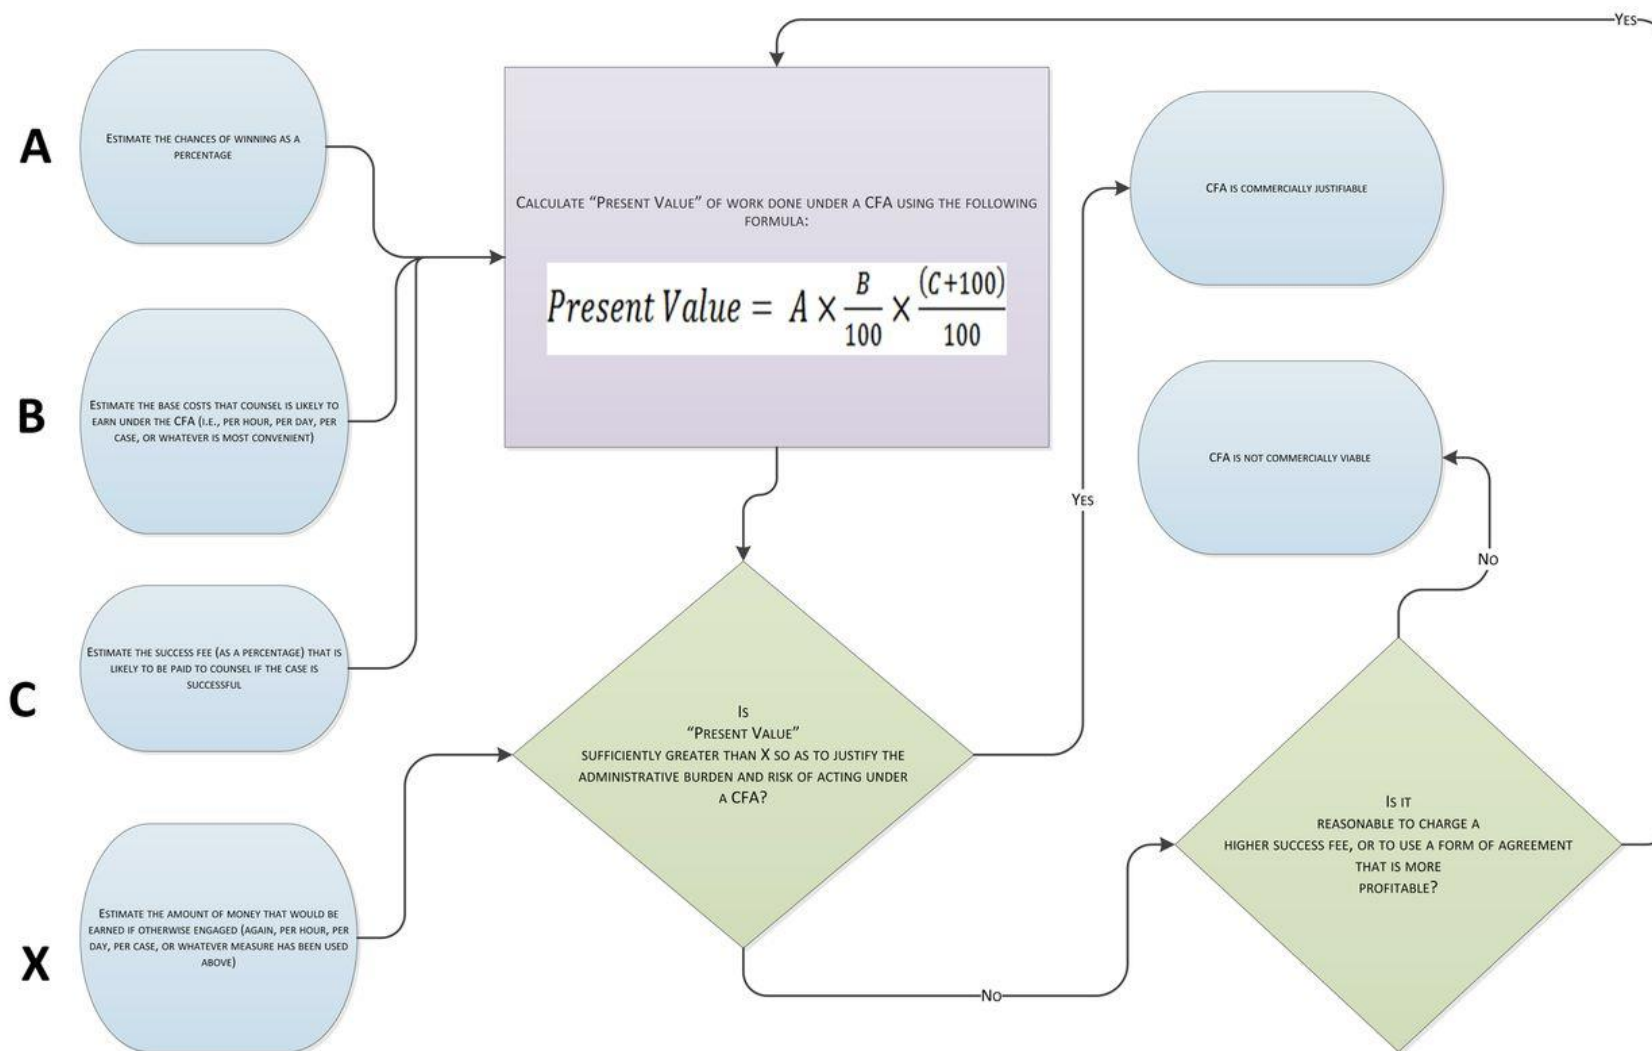 A
Estimate the chances of winning as a
percentage
B
Estimate the base costs that counsel is likely to
earn under the CFA (i.e., per hour, per day, per
case, or whatever is most convenient)
C
Estimate the success fee (as a percentage) that is
likely to be paid to counsel if the case is
successful
X
Estimate the amount of money that would be
earned if otherwise engaged (again, per hour, per
day, per case, or whatever measure has been used
above)
Calculate “Present Value” of work done under a CFA using the following
formula:
Present Value = A × B/100 × (C+100)/100
Is
“Present Value”
sufficiently greater than X so as to justify the
administrative burden and risk of acting under
a CFA?
Yes
CFA is commercially justifiable
No
Is it
reasonable to charge a
higher success fee, or to use a form of agreement
that is more
profitable?
No
CFA is not commercially viable
Yes